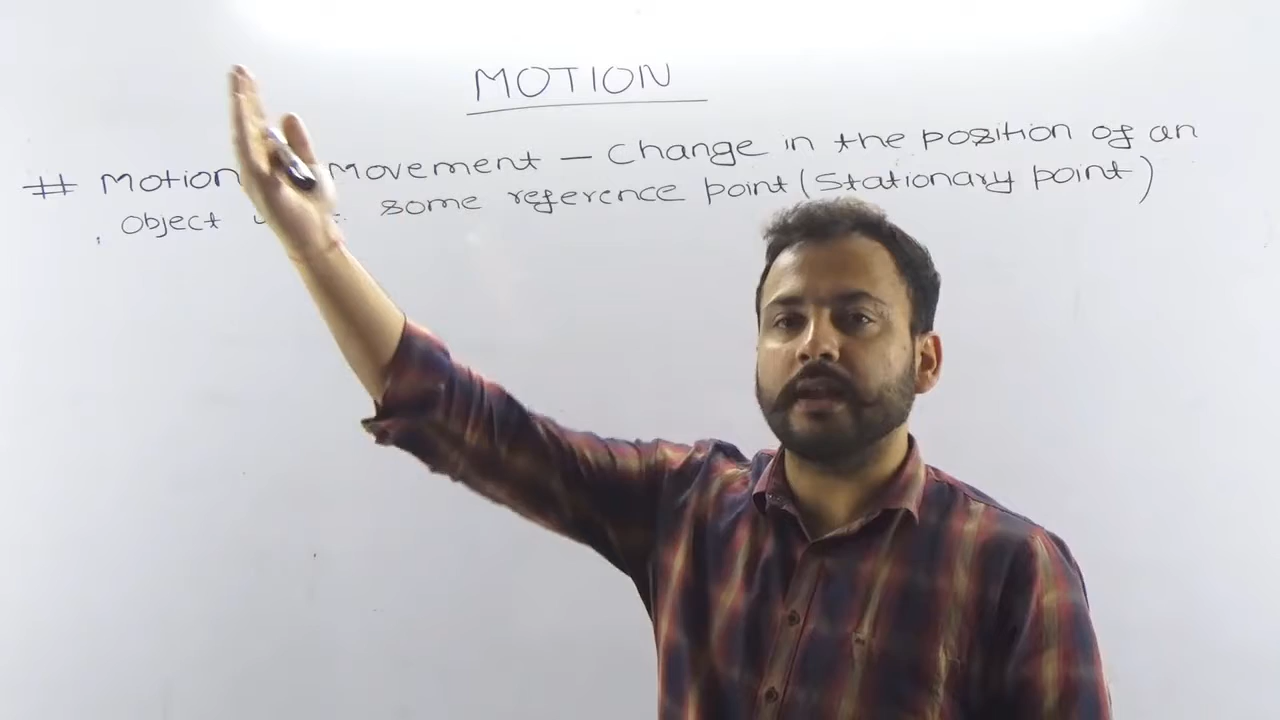 MOTION
# Motion Movement — Change in the position of an
Object some reference point (Stationary point)